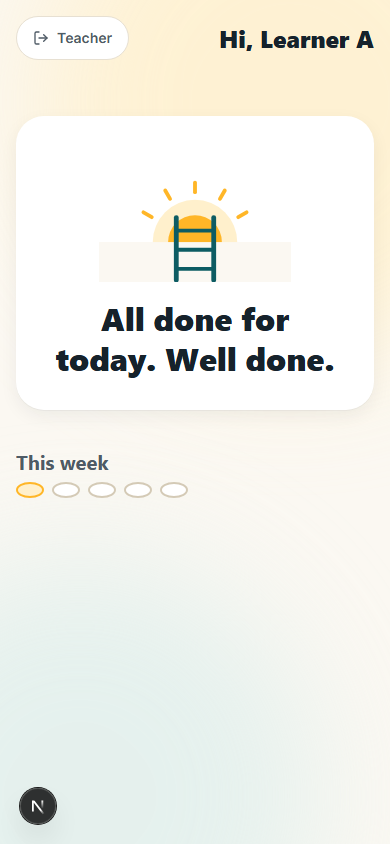 Teacher
Hi, Learner A
All done for
today. Well done.
This week
N